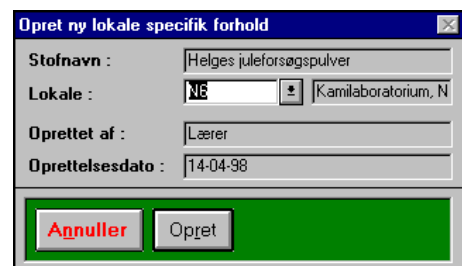 Opret ny lokale specifik forhold
Stofnavn : Helges juleforsøgspulver
Lokale : N6 Kamilaboratorium, N
Oprettet af : Lærer
Oprettelsesdato : 14-04-98
Annuller Opret